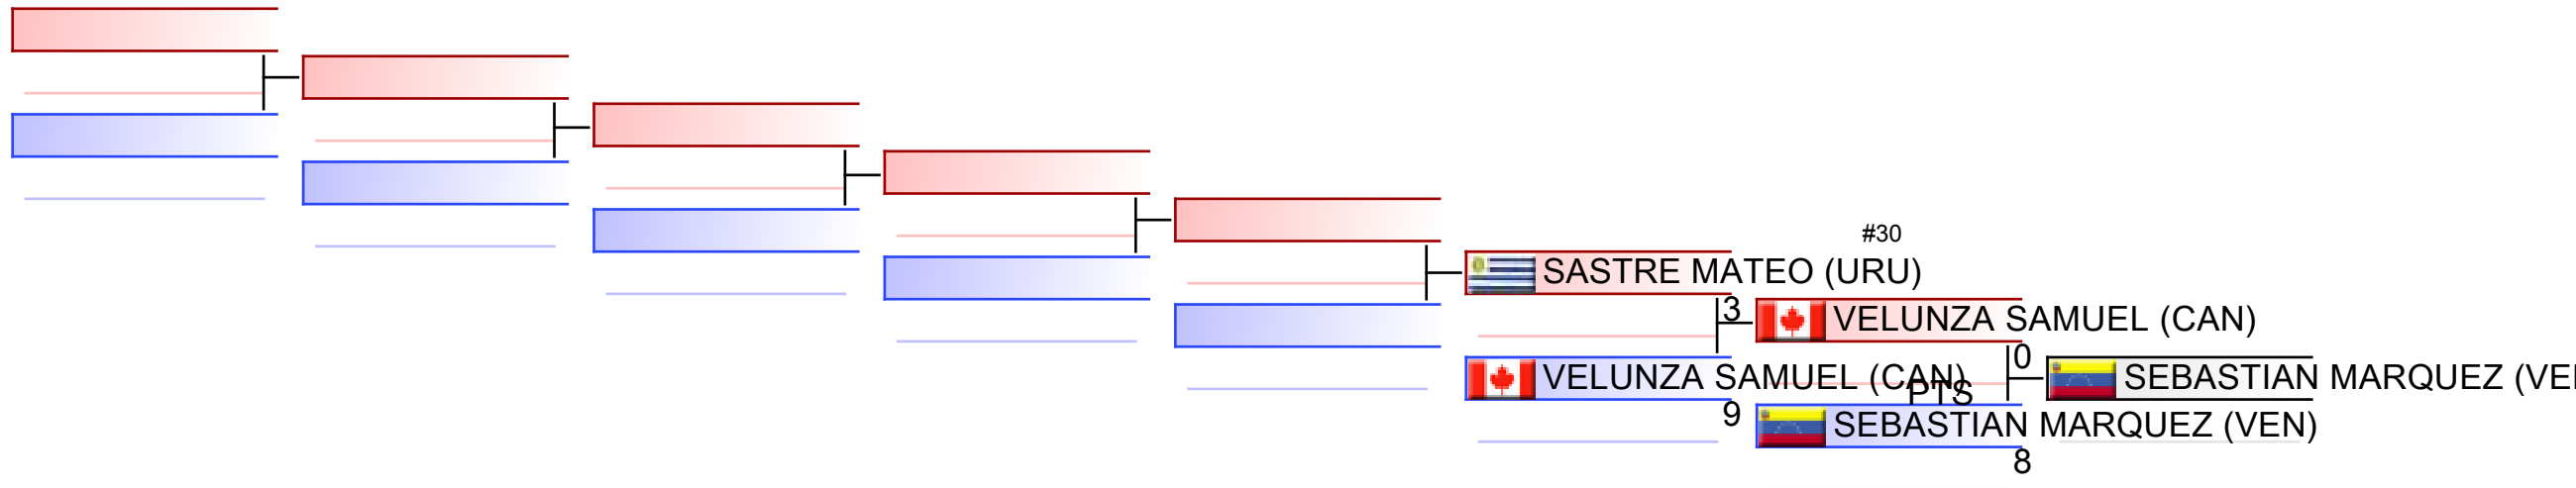 #30
SASTRE MATEO (URU)
3
VELUNZA SAMUEL (CAN)
0
VELUNZA SAMUEL (CAN)
SEBASTIAN MARQUEZ (VE
PTS
9
SEBASTIAN MARQUEZ (VEN)
8